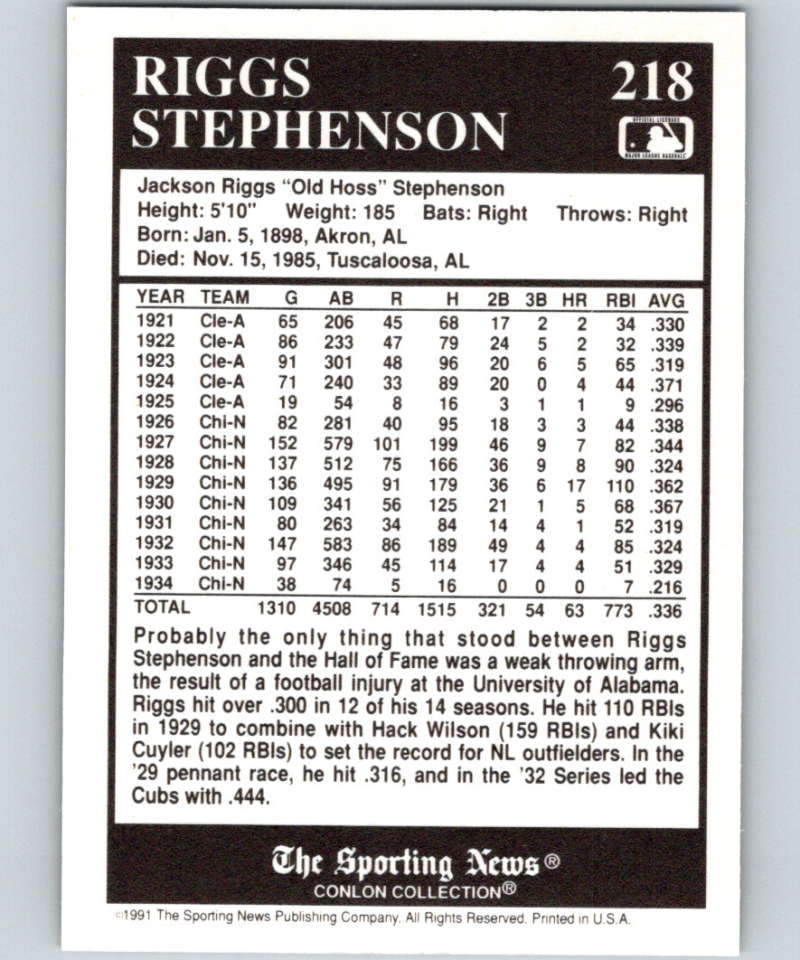 RIGGS 218
STEPHENSON
OFFICIAL LICENSEE
MAJOR LEAGUE BASEBALL
Jackson Riggs “Old Hoss” Stephenson
Height: 5'10" Weight: 185 Bats: Right Throws: Right
Born: Jan. 5, 1898, Akron, AL
Died: Nov. 15, 1985, Tuscaloosa, AL
YEAR TEAM G AB R H 2B 3B HR RBI AVG
1921 Cle-A 65 206 45 68 17 2 2 34 .330
1922 Cle-A 86 233 47 79 24 5 2 32 .339
1923 Cle-A 91 301 48 96 20 6 5 65 .319
1924 Cle-A 71 240 33 89 20 0 4 44 .371
1925 Cle-A 19 54 8 16 3 1 1 9 .296
1926 Chi-N 82 281 40 95 18 3 3 44 .338
1927 Chi-N 152 579 101 199 46 9 7 82 .344
1928 Chi-N 137 512 75 166 36 9 8 90 .324
1929 Chi-N 136 495 91 179 36 6 17 110 .362
1930 Chi-N 109 341 56 125 21 1 5 68 .367
1931 Chi-N 80 263 34 84 14 4 1 52 .319
1932 Chi-N 147 583 86 189 49 4 4 85 .324
1933 Chi-N 97 346 45 114 17 4 4 51 .329
1934 Chi-N 38 74 5 16 0 0 0 7 .216
TOTAL 1310 4508 714 1515 321 54 63 773 .336
Probably the only thing that stood between Riggs
Stephenson and the Hall of Fame was a weak throwing arm,
the result of a football injury at the University of Alabama.
Riggs hit over .300 in 12 of his 14 seasons. He hit 110 RBIs
in 1929 to combine with Hack Wilson (159 RBIs) and Kiki
Cuyler (102 RBIs) to set the record for NL outfielders. In the
'29 pennant race, he hit .316, and in the '32 Series led the
Cubs with .444.
The Sporting News®
CONLON COLLECTION®
©1991 The Sporting News Publishing Company. All Rights Reserved. Printed in U.S.A.